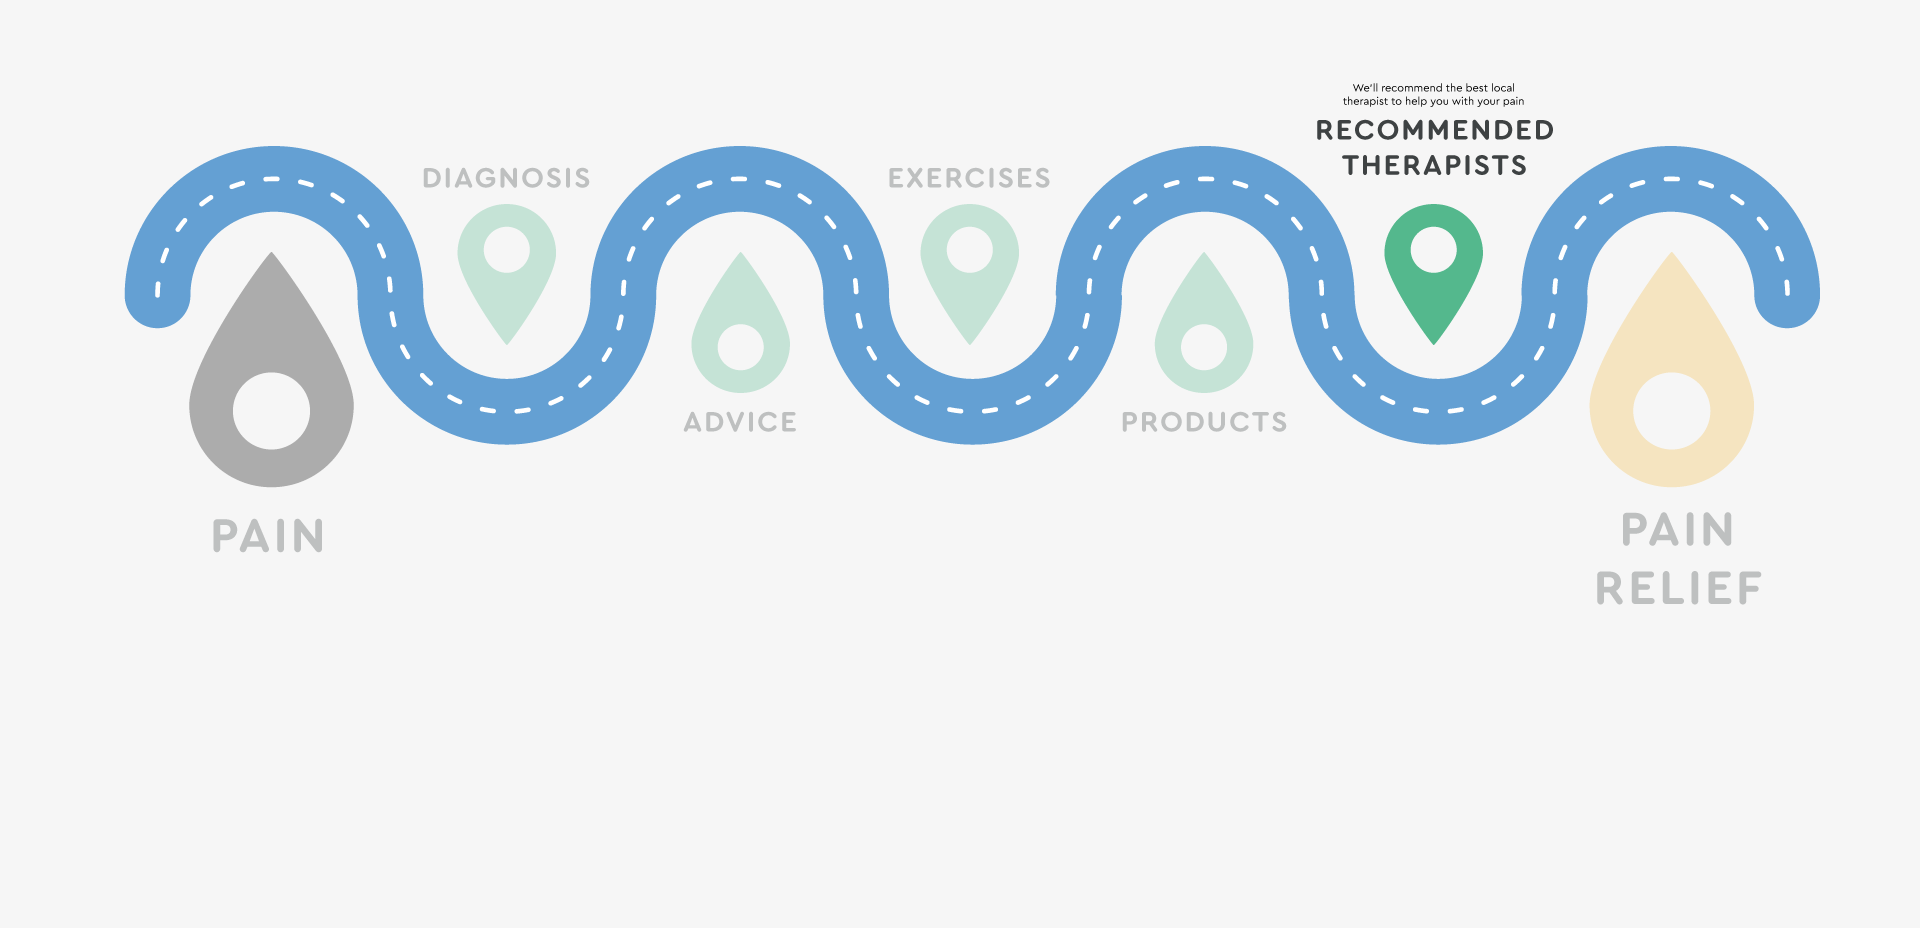 We'll recommend the best local
therapist to help you with your pain
RECOMMENDED
THERAPISTS
DIAGNOSIS
EXERCISES
ADVICE
PRODUCTS
PAIN
PAIN
RELIEF